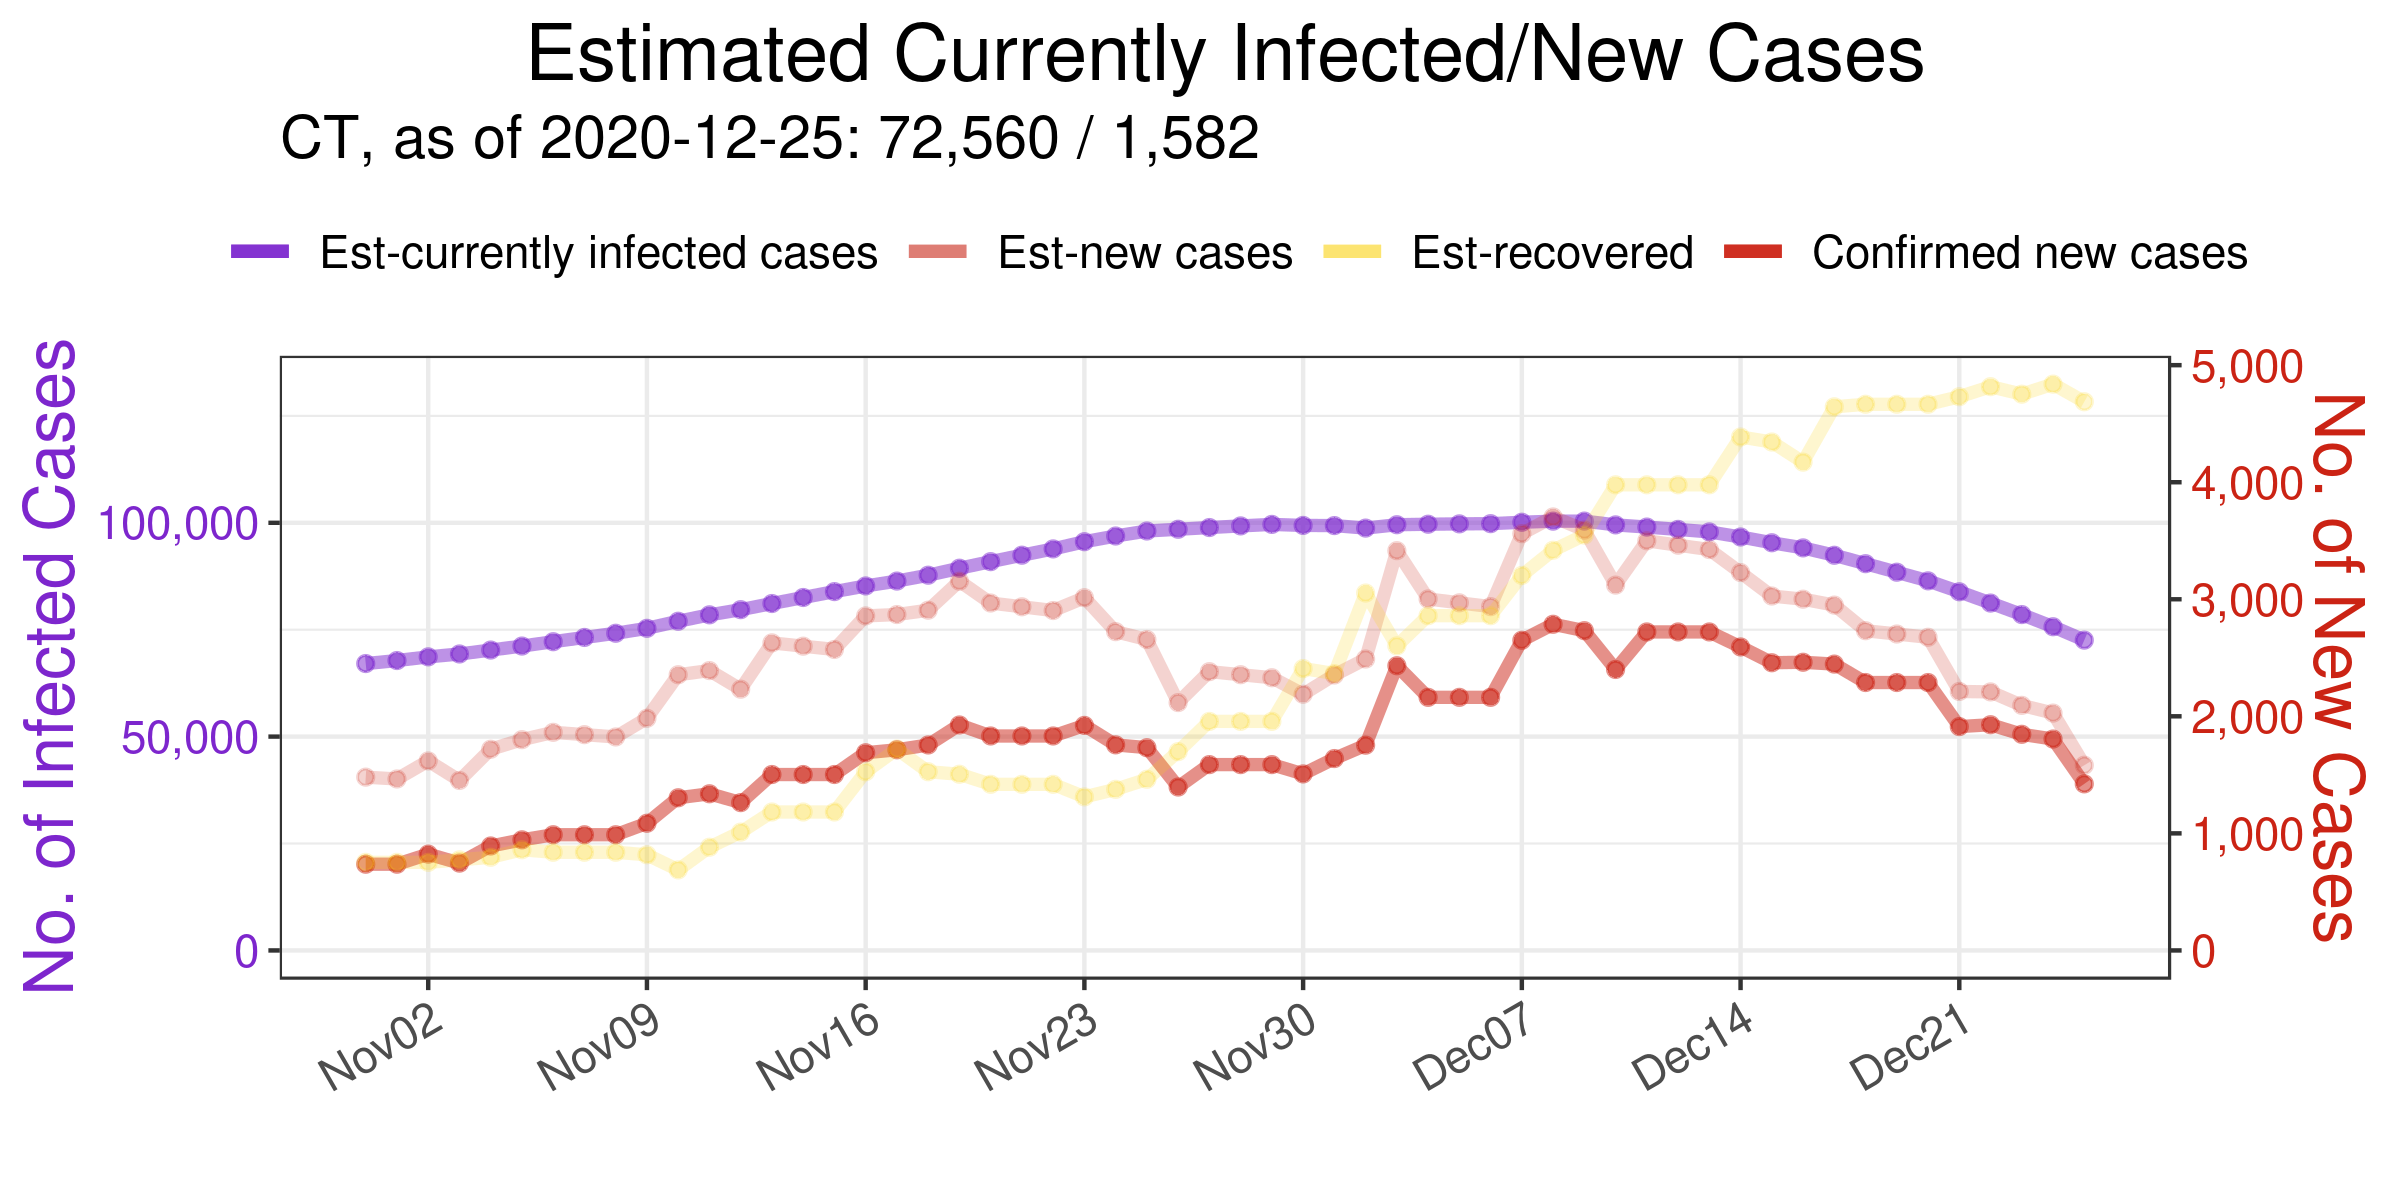 Estimated Currently Infected/New Cases
CT, as of 2020-12-25: 72,560 / 1,582
Est-currently infected cases Est-new cases Est-recovered Confirmed new cases
No. of Infected Cases
100,000
50,000
0
5,000
4,000
3,000
2,000
1,000
0
No. of New Cases
Nov02 Nov09 Nov16 Nov23 Nov30 Dec07 Dec14 Dec21